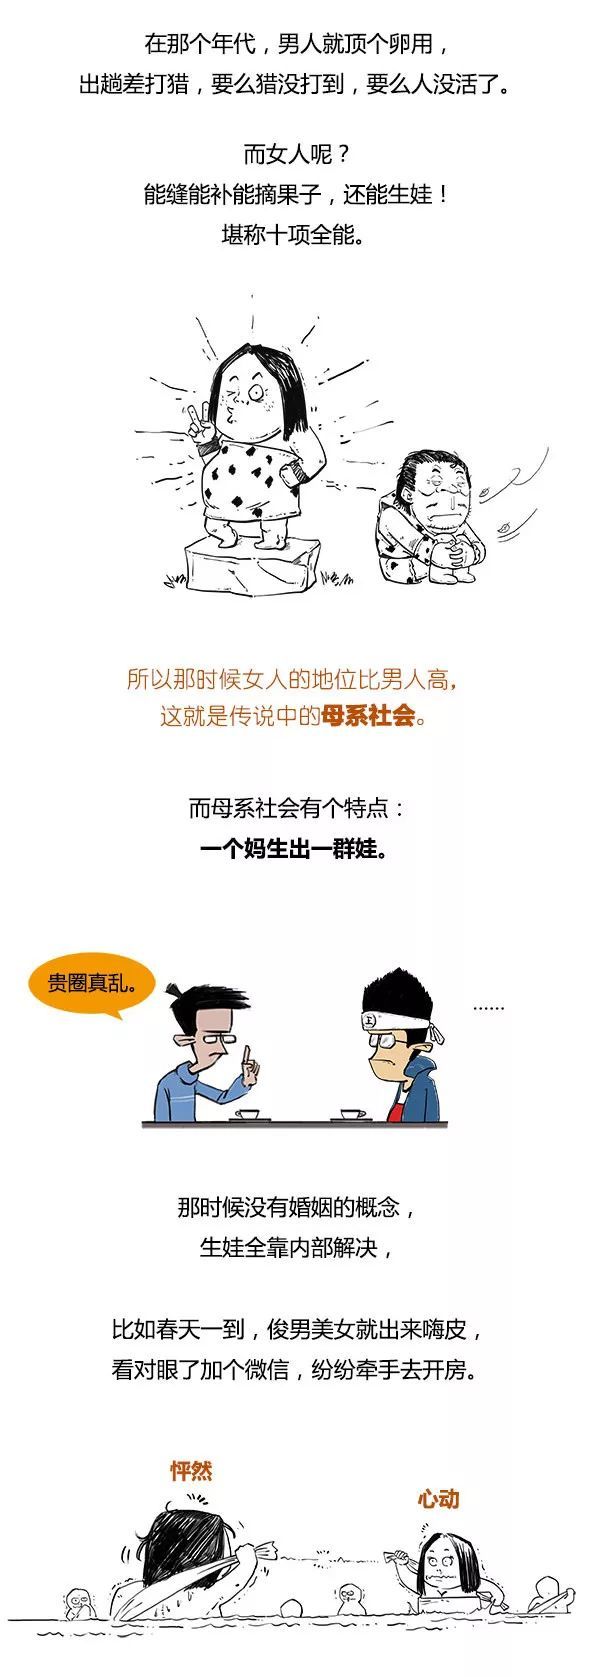 在那个年代，男人就顶个卵用，
出趟差打猎，要么猎没打到，要么人没活了。
而女人呢？
能缝能补能摘果子，还能生娃！
堪称十项全能。
所以那时候女人的地位比男人高，
这就是传说中的母系社会。
而母系社会有个特点：
一个妈生出一群娃。
贵圈真乱。
……
上
那时候没有婚姻的概念，
生娃全靠内部解决，
比如春天一到，俊男美女就出来嗨皮，
看对眼了加个微信，纷纷牵手去开房。
怦然
心动